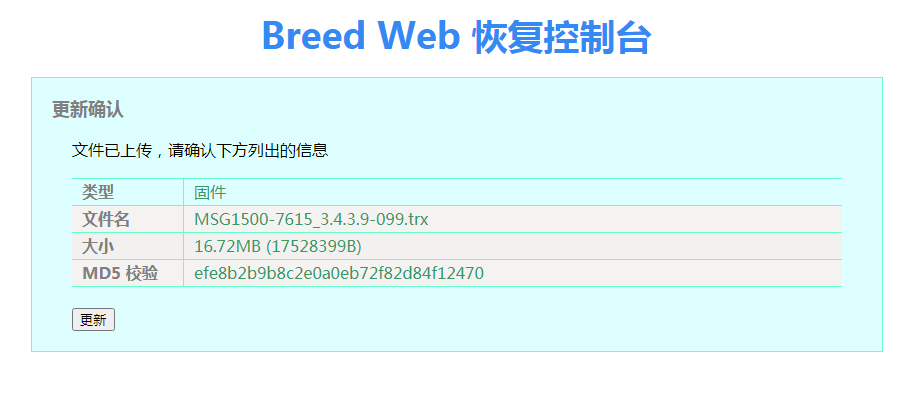 Breed Web 恢复控制台
更新确认
文件已上传，请确认下方列出的信息
类型 固件
文件名 MSG1500-7615_3.4.3.9-099.trx
大小 16.72MB (17528399B)
MD5 校验 efe8b2b9b8c2e0a0eb72f82d84f12470
更新